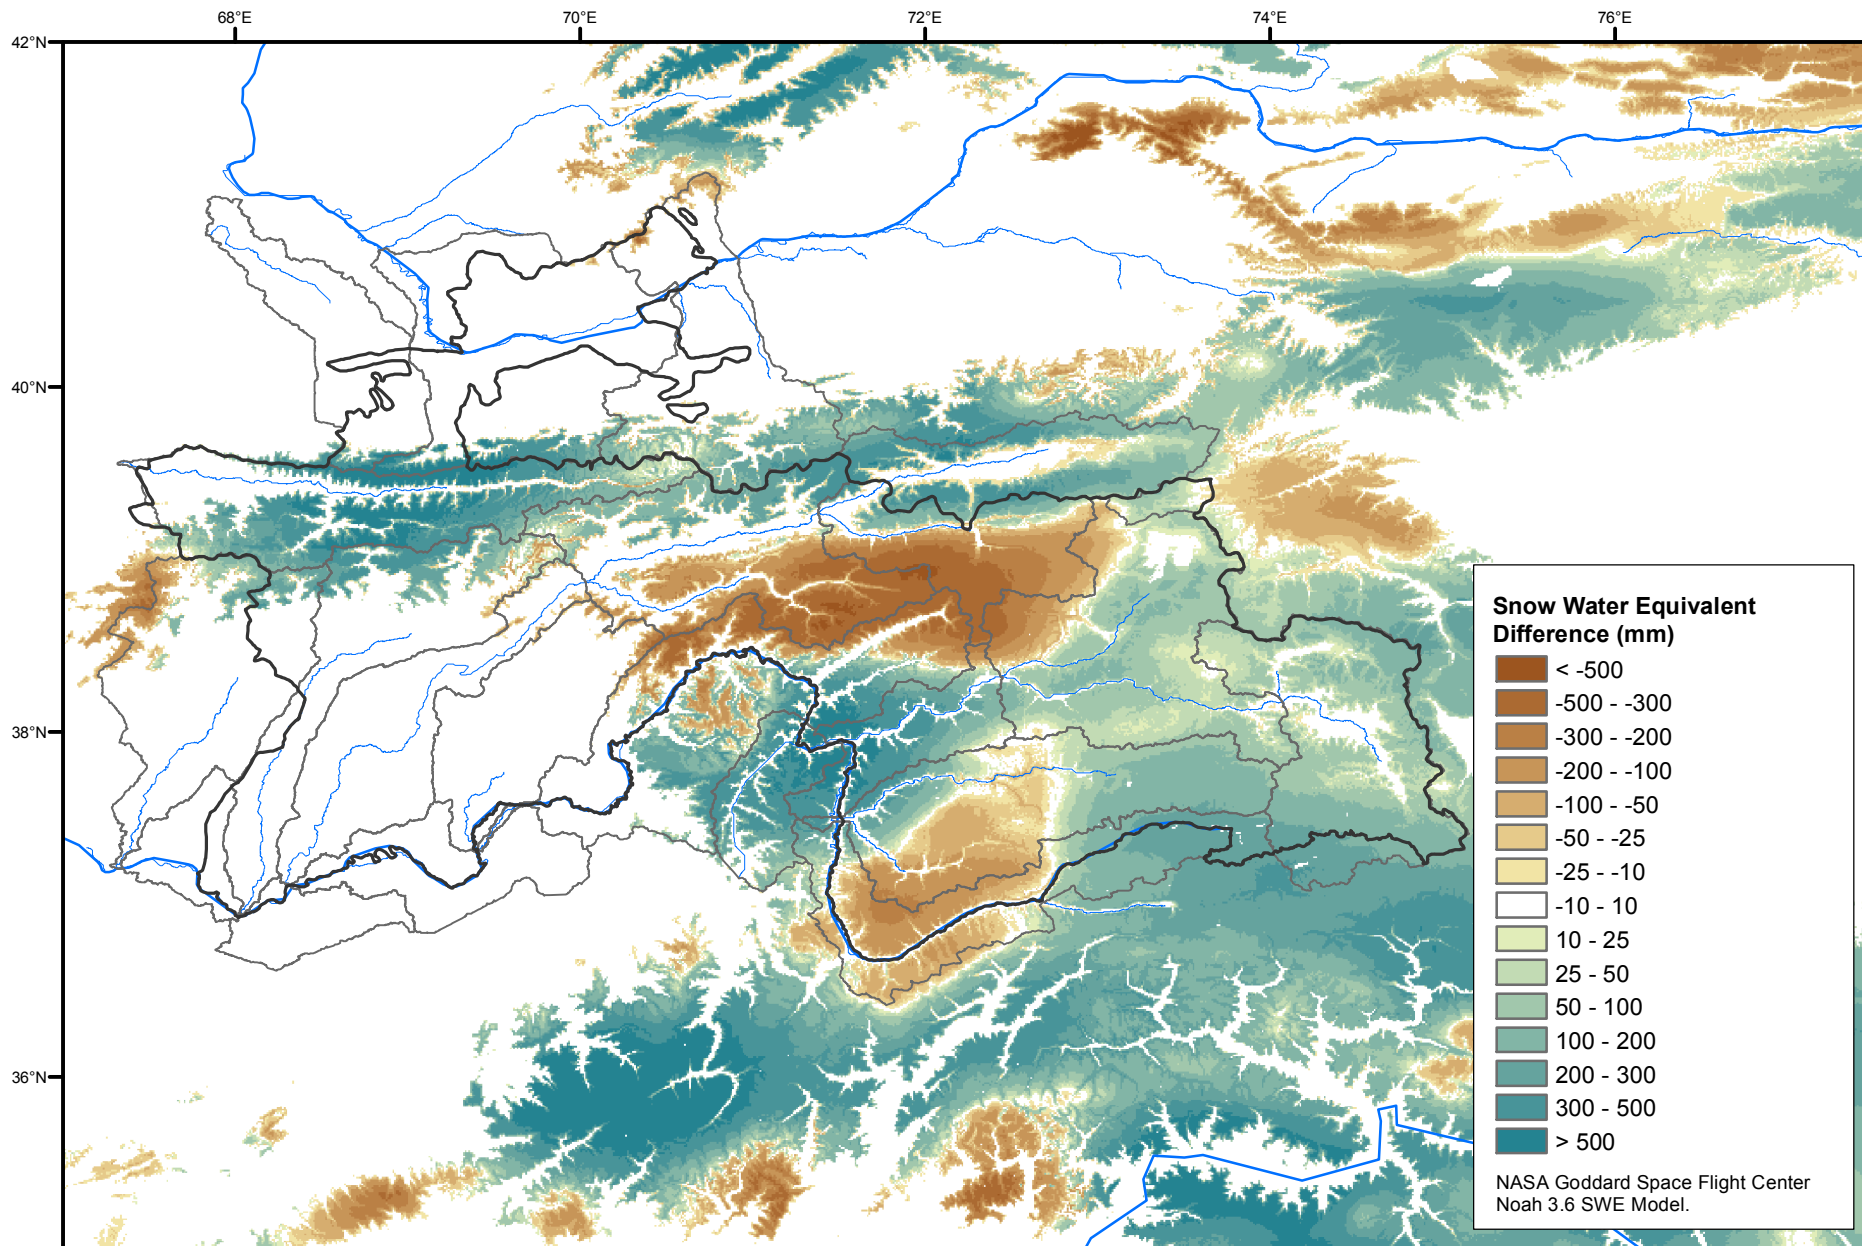 68°E 70°E 72°E 74°E 76°E
42°N
40°N
38°N
36°N
Snow Water Equivalent
Difference (mm)
< -500
-500 - -300
-300 - -200
-200 - -100
-100 - -50
-50 - -25
-25 - -10
-10 - 10
10 - 25
25 - 50
50 - 100
100 - 200
200 - 300
300 - 500
> 500
NASA Goddard Space Flight Center
Noah 3.6 SWE Model.